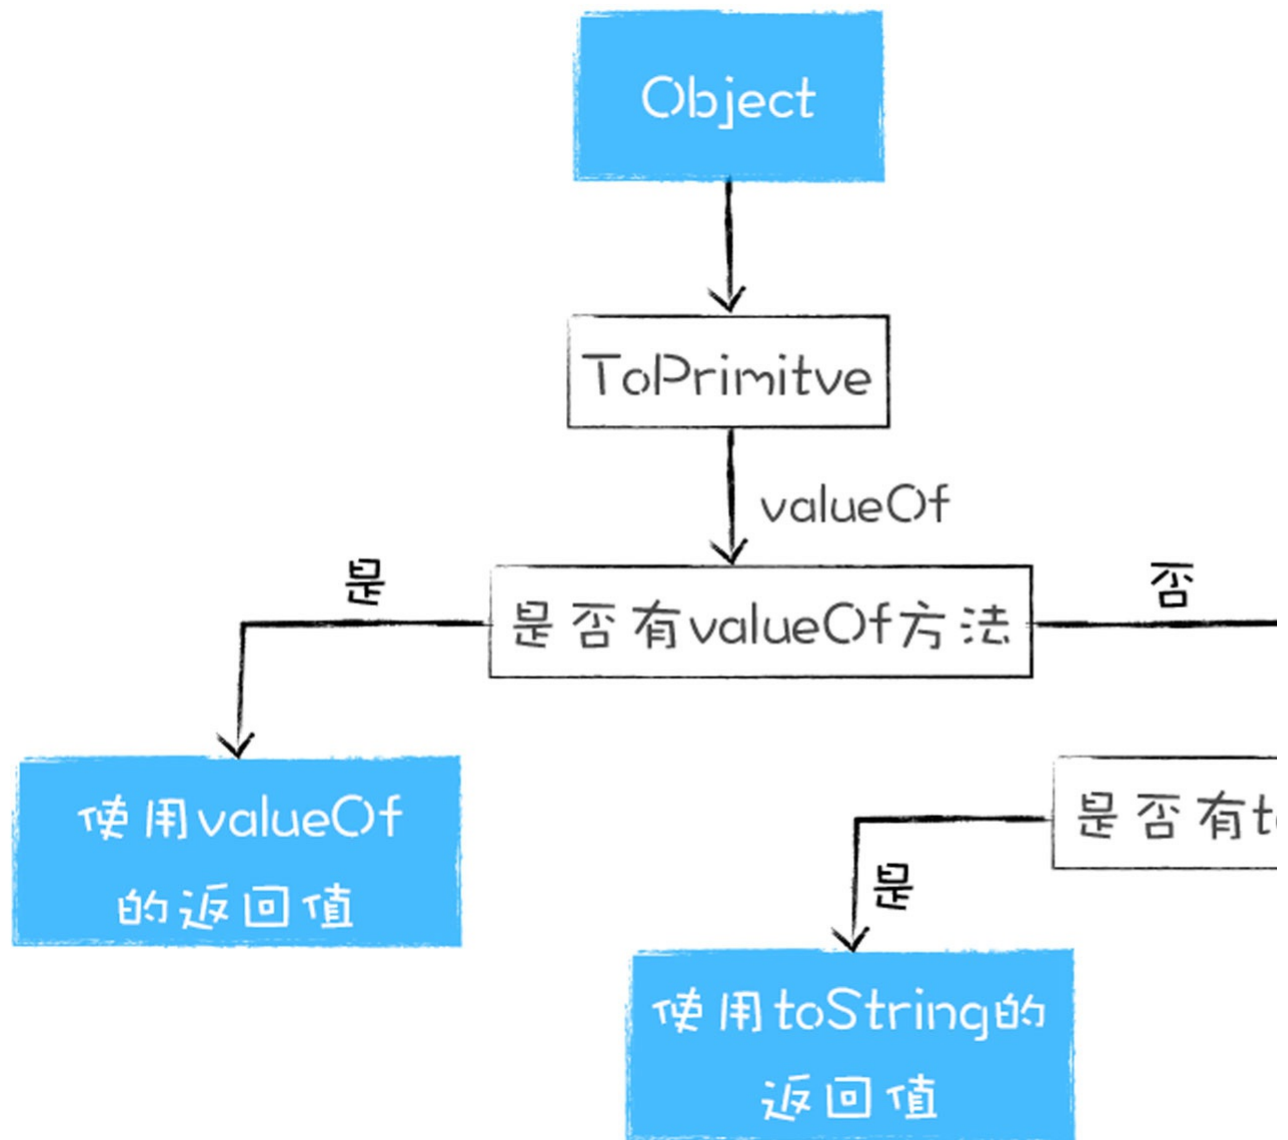 Object
ToPrimitve
valueOf
是
否
是否有valueOf方法
使用valueOf
的返回值
是否有to
是
使用toString的
返回值